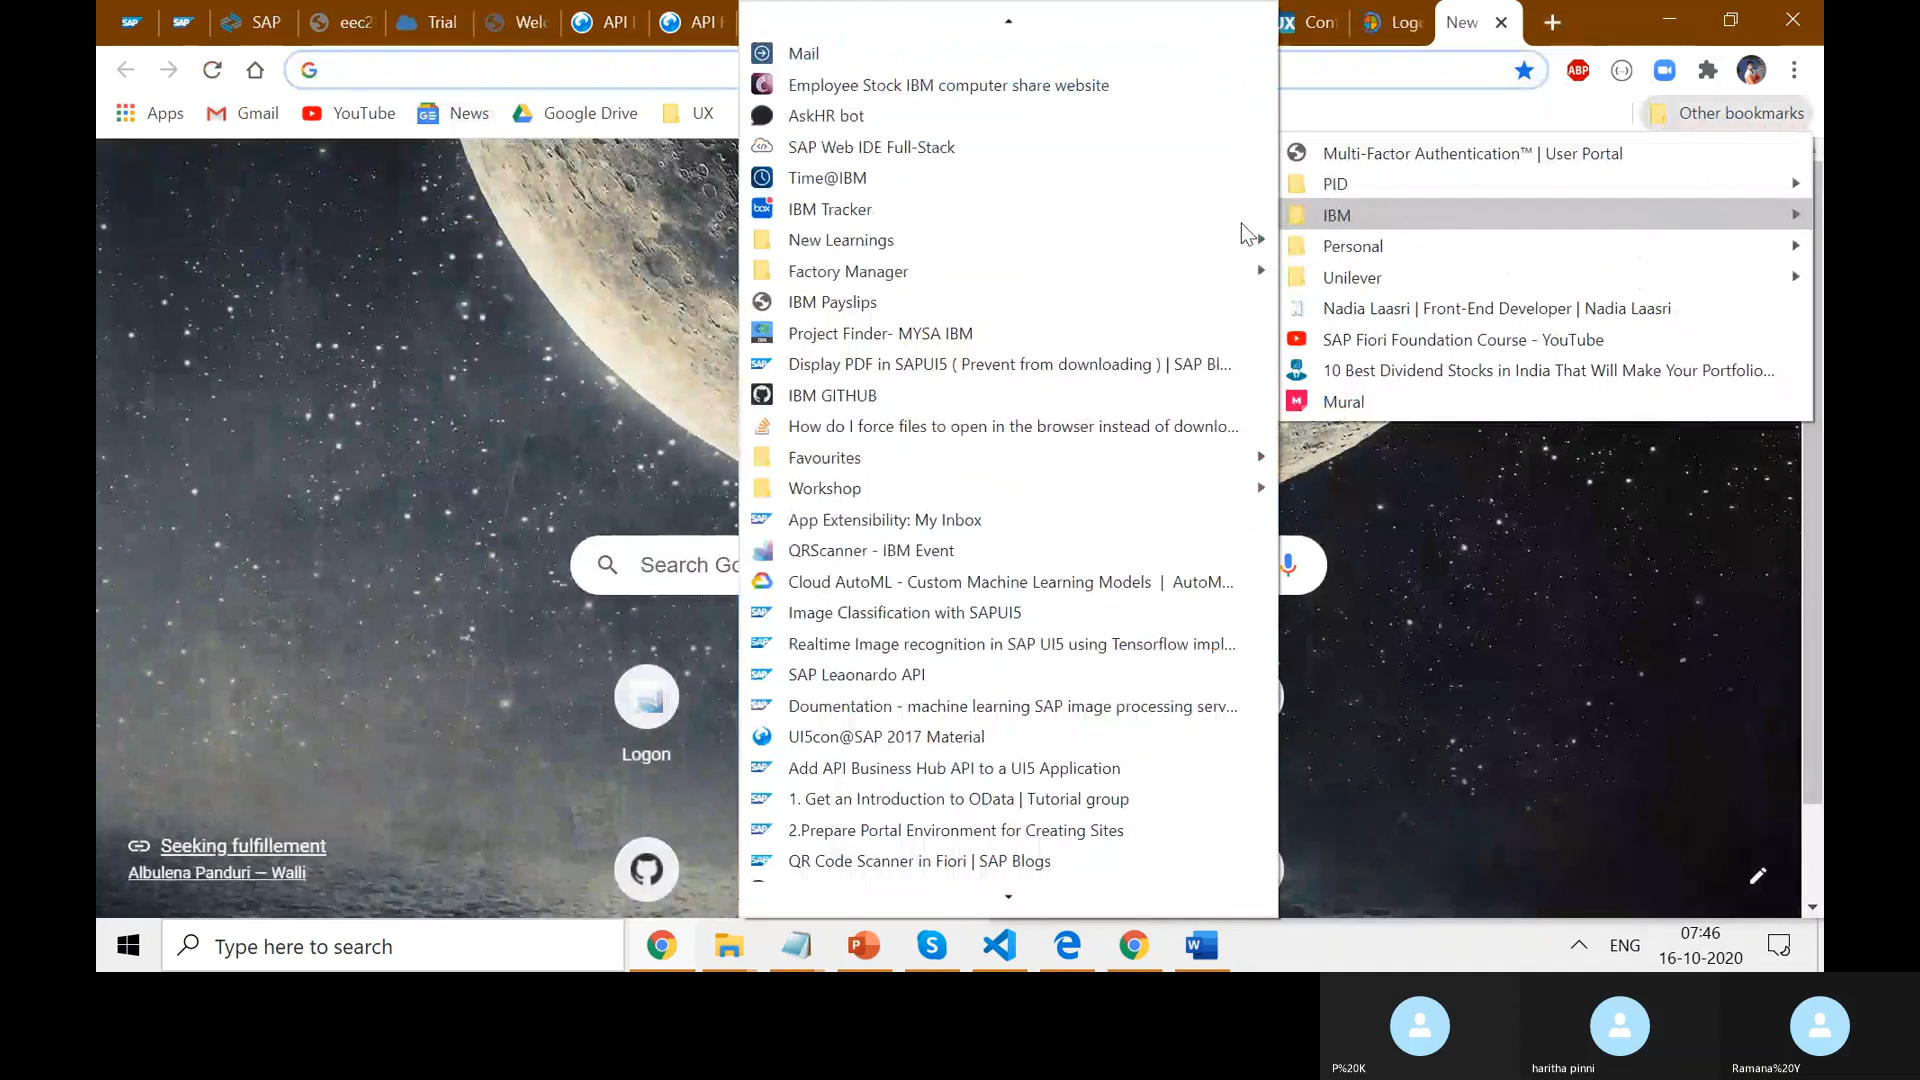 SAP
eec2
Trial
Welc
API
API
Con
Logo
New
Apps
Gmail
YouTube
News
Google Drive
UX
Other bookmarks
Mail
Employee Stock IBM computer share website
AskHR bot
SAP Web IDE Full-Stack
Time@IBM
IBM Tracker
New Learnings
Factory Manager
IBM Payslips
Project Finder- MYSA IBM
Display PDF in SAPUI5 ( Prevent from downloading ) | SAP Bl...
IBM GITHUB
How do I force files to open in the browser instead of downlo...
Favourites
Workshop
App Extensibility: My Inbox
QRScanner - IBM Event
Cloud AutoML - Custom Machine Learning Models | AutoM...
Image Classification with SAPUI5
Realtime Image recognition in SAP UI5 using Tensorflow impl...
SAP Leaonardo API
Doumentation - machine learning SAP image processing serv...
UI5con@SAP 2017 Material
Add API Business Hub API to a UI5 Application
1. Get an Introduction to OData | Tutorial group
2.Prepare Portal Environment for Creating Sites
QR Code Scanner in Fiori | SAP Blogs
Multi-Factor Authentication™ | User Portal
PID
IBM
Personal
Unilever
Nadia Laasri | Front-End Developer | Nadia Laasri
SAP Fiori Foundation Course - YouTube
10 Best Dividend Stocks in India That Will Make Your Portfolio...
Mural
Search Go
Logon
Seeking fulfillement
Albulena Panduri — Walli
Type here to search
ENG
07:46
16-10-2020
P%20K
haritha pinni
Ramana%20Y